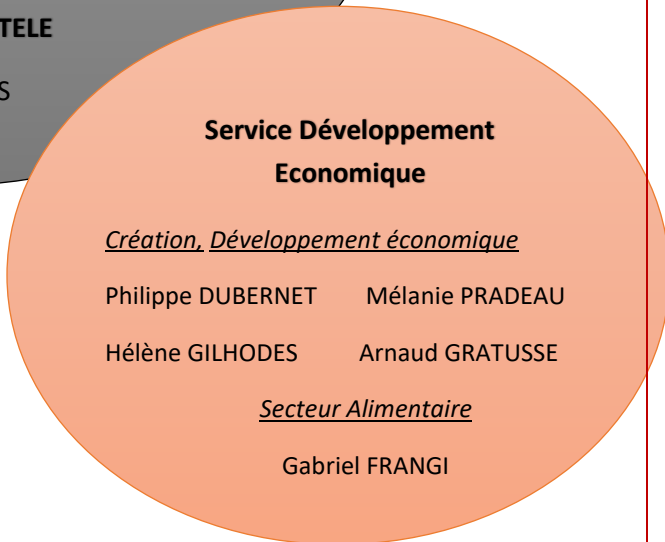 TELE
S
Service Développement
Economique
Création, Développement économique
Philippe DUBERNET Mélanie PRADEAU
Hélène GILHODES Arnaud GRATUSSE
Secteur Alimentaire
Gabriel FRANGI